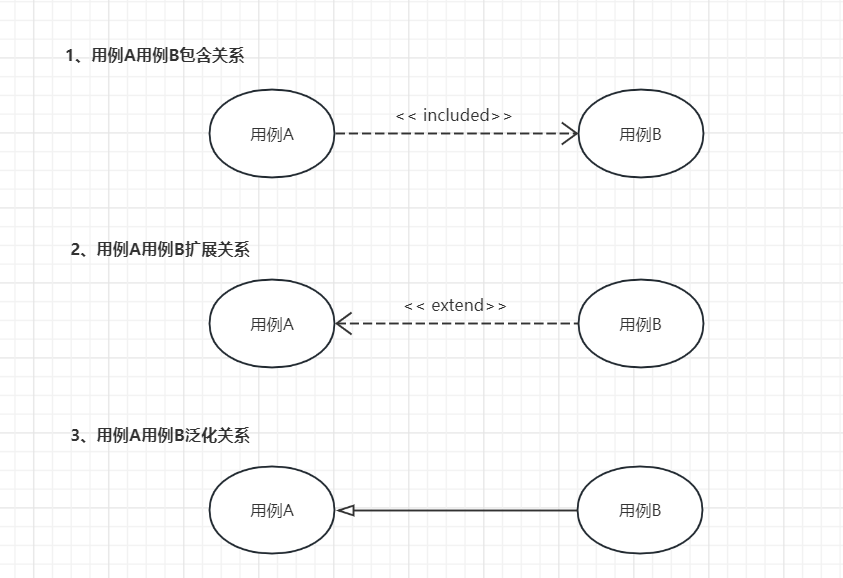 1、用例A用例B包含关系
<< included>>
用例A
用例B
2、用例A用例B扩展关系
<< extend>>
用例A
用例B
3、用例A用例B泛化关系
用例A
用例B